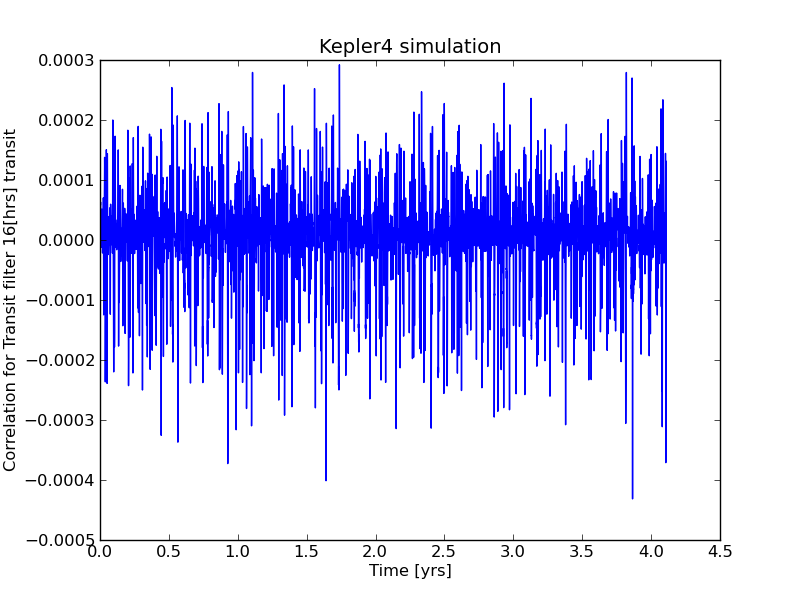 Kepler4 simulation
Correlation for Transit filter 16[hrs] transit
0.0003
0.0002
0.0001
0.0000
−0.0001
−0.0002
−0.0003
−0.0004
−0.0005
0.0 0.5 1.0 1.5 2.0 2.5 3.0 3.5 4.0 4.5
Time [yrs]